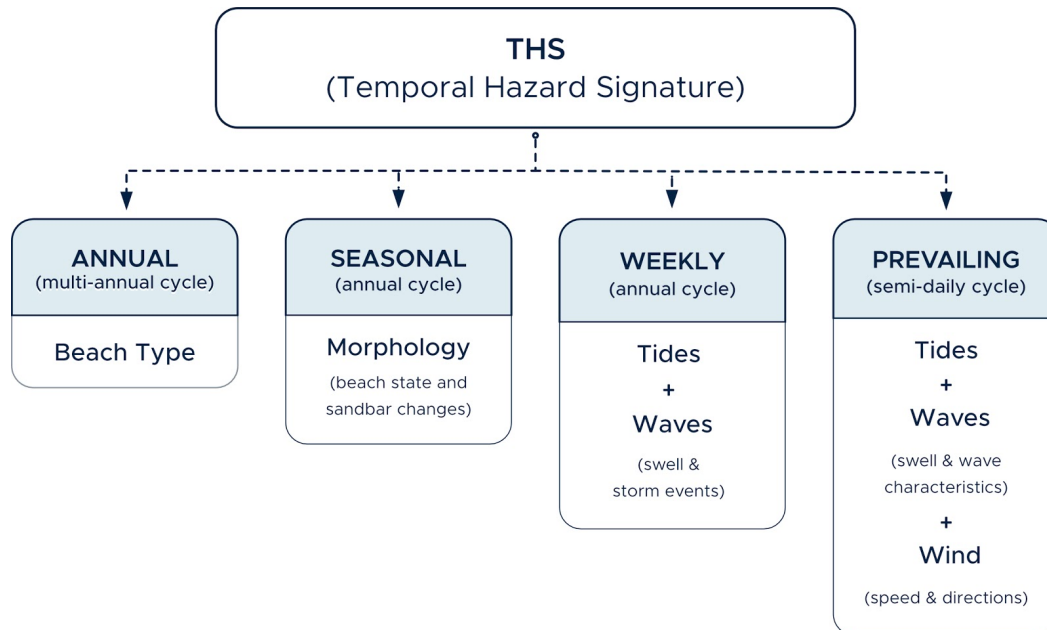 THS
(Temporal Hazard Signature)
ANNUAL
(multi-annual cycle)
Beach Type
SEASONAL
(annual cycle)
Morphology
(beach state and
sandbar changes)
WEEKLY
(annual cycle)
Tides
+
Waves
(swell &
storm events)
PREVAILING
(semi-daily cycle)
Tides
+
Waves
(swell & wave
characteristics)
+
Wind
(speed & directions)